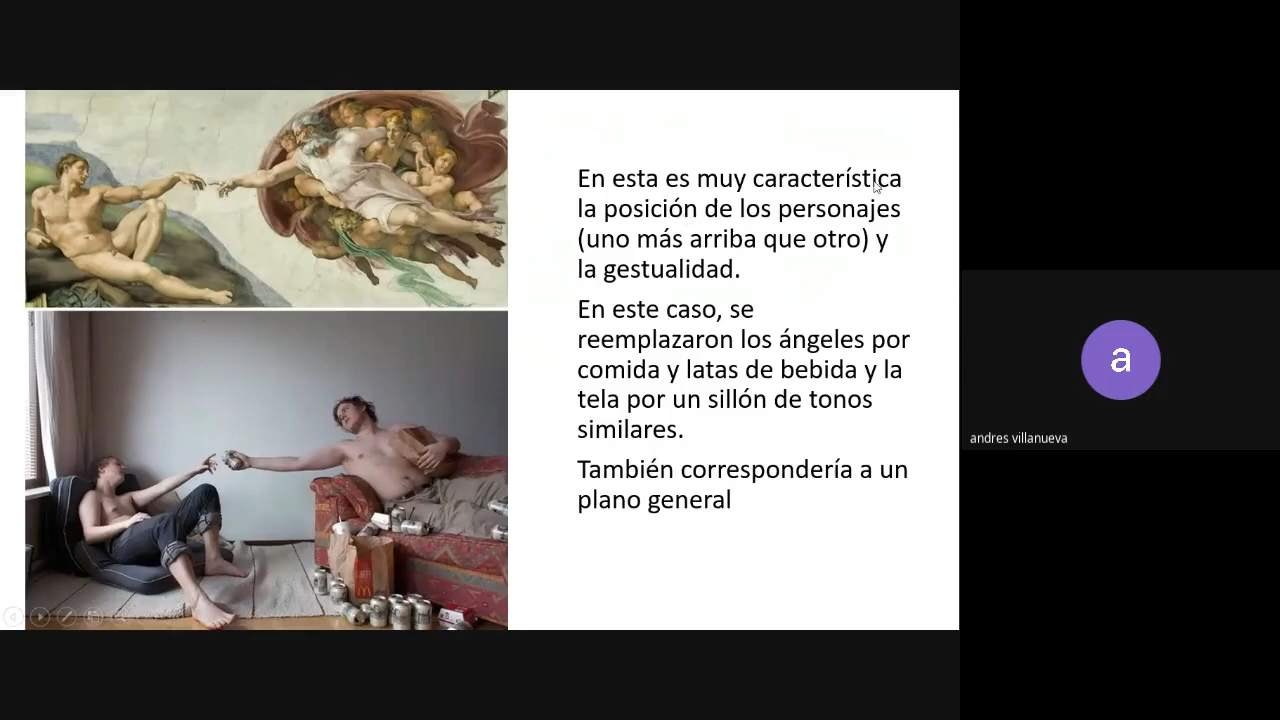 En esta es muy característica
la posición de los personajes
(uno más arriba que otro) y
la gestualidad.
En este caso, se
reemplazaron los ángeles por
comida y latas de bebida y la
tela por un sillón de tonos
similares.
También correspondería a un
plano general
a
andres villanueva